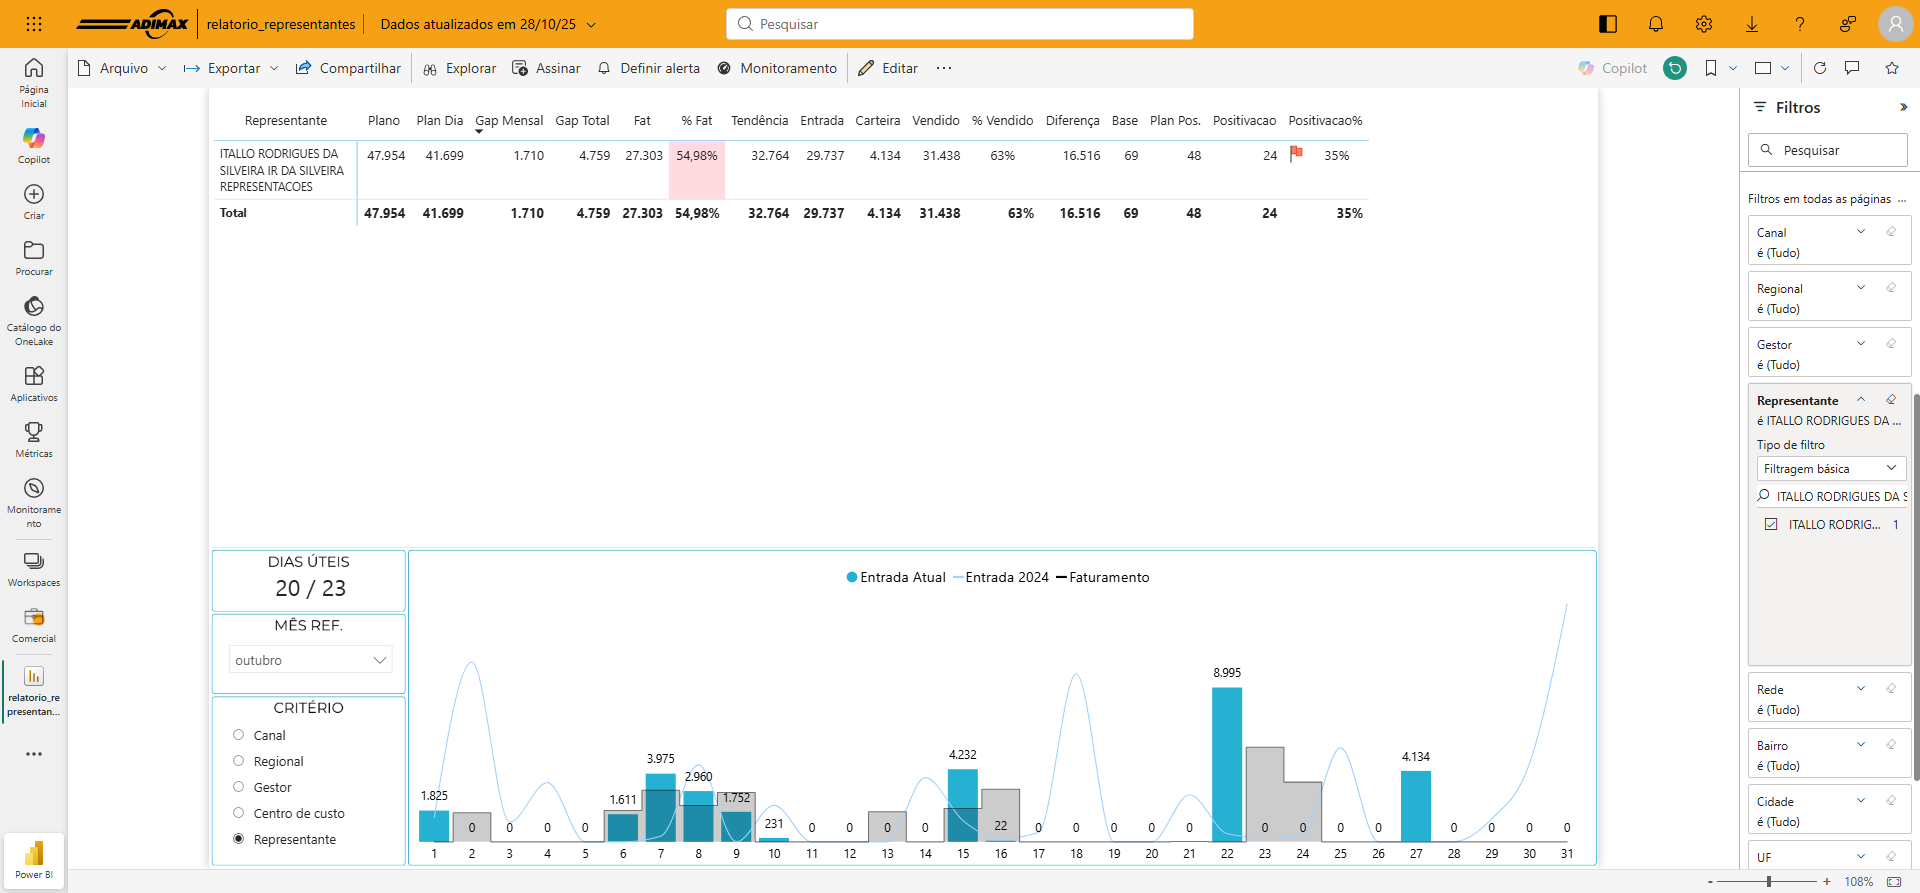 ADIMAX
relatorio_representantes
Dados atualizados em 28/10/25
Pesquisar
?
A
Arquivo
Exportar
Compartilhar
Explorar
Assinar
Definir alerta
Monitoramento
Editar
...
Copilot
Página
Inicial
Copilot
Criar
Procurar
Catálogo do
OneLake
Aplicativos
Métricas
Monitorame
nto
Workspaces
Comercial
relatorio_re
presentan...
...
Power BI
Representante Plano Plan Dia Gap Mensal Gap Total Fat % Fat Tendência Entrada Carteira Vendido % Vendido Diferença Base Plan Pos. Positivacao Positivacao%
ITALLO RODRIGUES DA
SILVEIRA IR DA SILVEIRA
REPRESENTACOES
47.954 41.699 1.710 4.759 27.303 54,98% 32.764 29.737 4.134 31.438 63% 16.516 69 48 24 35%
Total 47.954 41.699 1.710 4.759 27.303 54,98% 32.764 29.737 4.134 31.438 63% 16.516 69 48 24 35%
DIAS ÚTEIS
20 / 23
MÊS REF.
outubro
CRITÉRIO
Canal
Regional
Gestor
Centro de custo
Representante
Entrada Atual Entrada 2024 Faturamento
1.825 0 0 0 0 1.611 3.975 2.960 1.752 231 0 0 0 0 4.232 22 0 0 0 0 0 8.995 0 0 0 0 4.134 0 0 0 0
1 2 3 4 5 6 7 8 9 10 11 12 13 14 15 16 17 18 19 20 21 22 23 24 25 26 27 28 29 30 31
Filtros
Pesquisar
Filtros em todas as páginas ...
Canal
é (Tudo)
Regional
é (Tudo)
Gestor
é (Tudo)
Representante
é ITALLO RODRIGUES DA ...
Tipo de filtro
Filtragem básica
ITALLO RODRIGUES DA S
ITALLO RODRIG... 1
Rede
é (Tudo)
Bairro
é (Tudo)
Cidade
é (Tudo)
UF
- + 108%